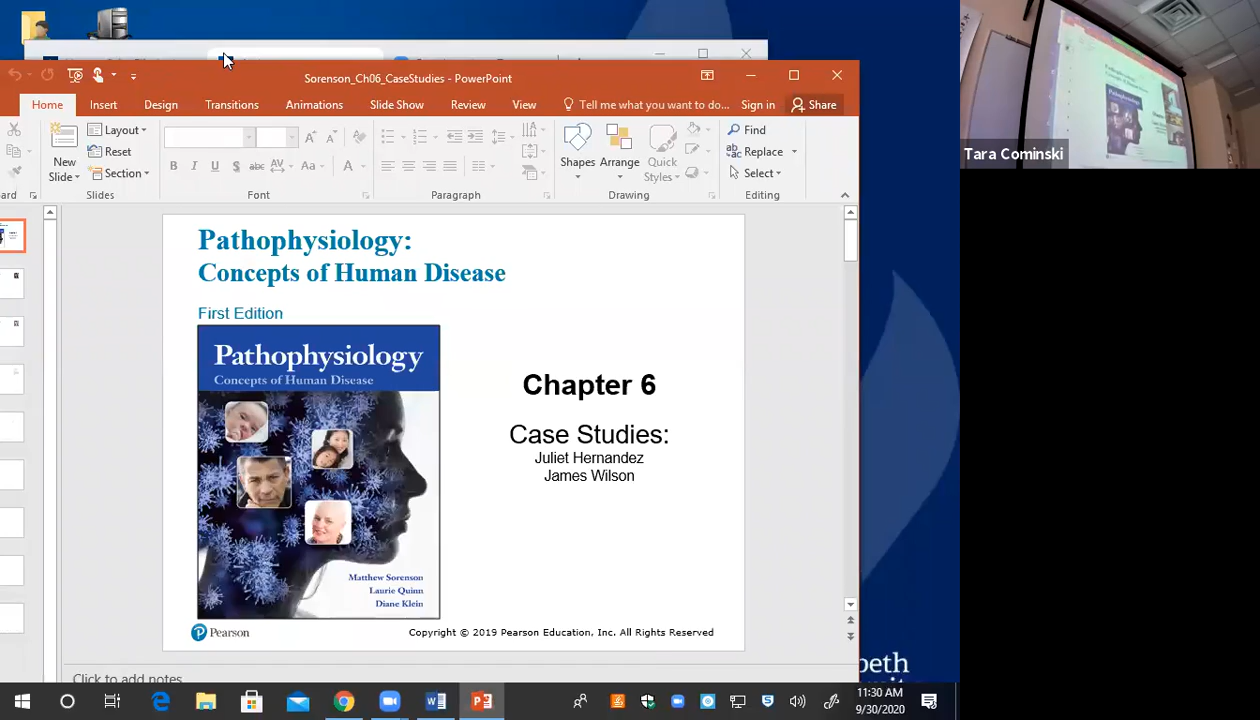 Sorenson_Ch06_CaseStudies - PowerPoint
Home Insert Design Transitions Animations Slide Show Review View Tell me what you want to do... Sign in Share
Layout
Reset
Section
New
Slide
Slides
B I U S abc AV Aa A
Font
Paragraph
Shapes Arrange Quick
Styles
Drawing
Find
Replace
Select
Editing
Pathophysiology:
Concepts of Human Disease
First Edition
Pathophysiology
Concepts of Human Disease
Matthew Sorenson
Laurie Quinn
Diane Klein
Chapter 6
Case Studies:
Juliet Hernandez
James Wilson
Pearson
Copyright © 2019 Pearson Education, Inc. All Rights Reserved
Click to add notes
Tara Cominski
11:30 AM
9/30/2020